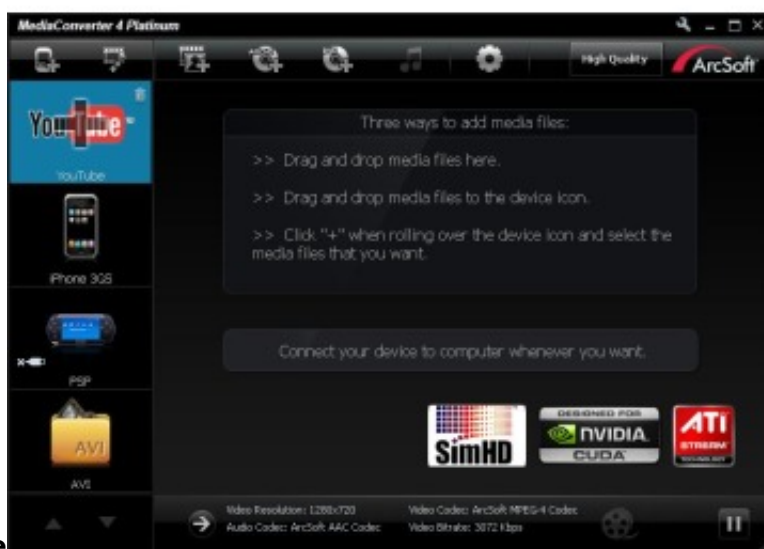 MediaConverter 4 Platinum
High Quality
ArcSoft
YouTube
YouTube
iPhone 3GS
PSP
AVI
AVI
Three ways to add media files:
>> Drag and drop media files here.
>> Drag and drop media files to the device icon.
>> Click "+" when rolling over the device icon and select the
media files that you want.
Connect your device to computer whenever you want.
SimHD
DESIGNED FOR
NVIDIA
CUDA
ATI
STREAM
TECHNOLOGY
Video Resolution: 1280x720
Video Codec: ArcSoft MPEG-4 Codec
Audio Codec: ArcSoft AAC Codec
Video Bitrate: 3072 Kbps
e